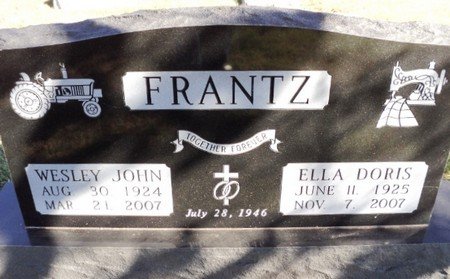 FRANTZ
TOGETHER FOREVER
WESLEY JOHN
AUG 30 1924
MAR 21 2007
July 28, 1946
ELLA DORIS
JUNE 11 1925
NOV 7 2007